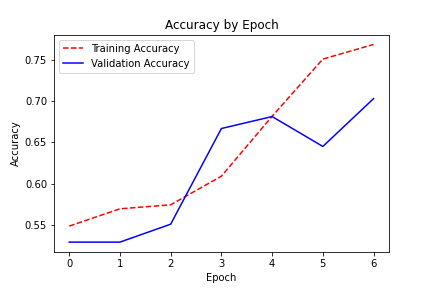 Accuracy by Epoch
Training Accuracy
Validation Accuracy
Accuracy
0.75
0.70
0.65
0.60
0.55
0 1 2 3 4 5 6
Epoch